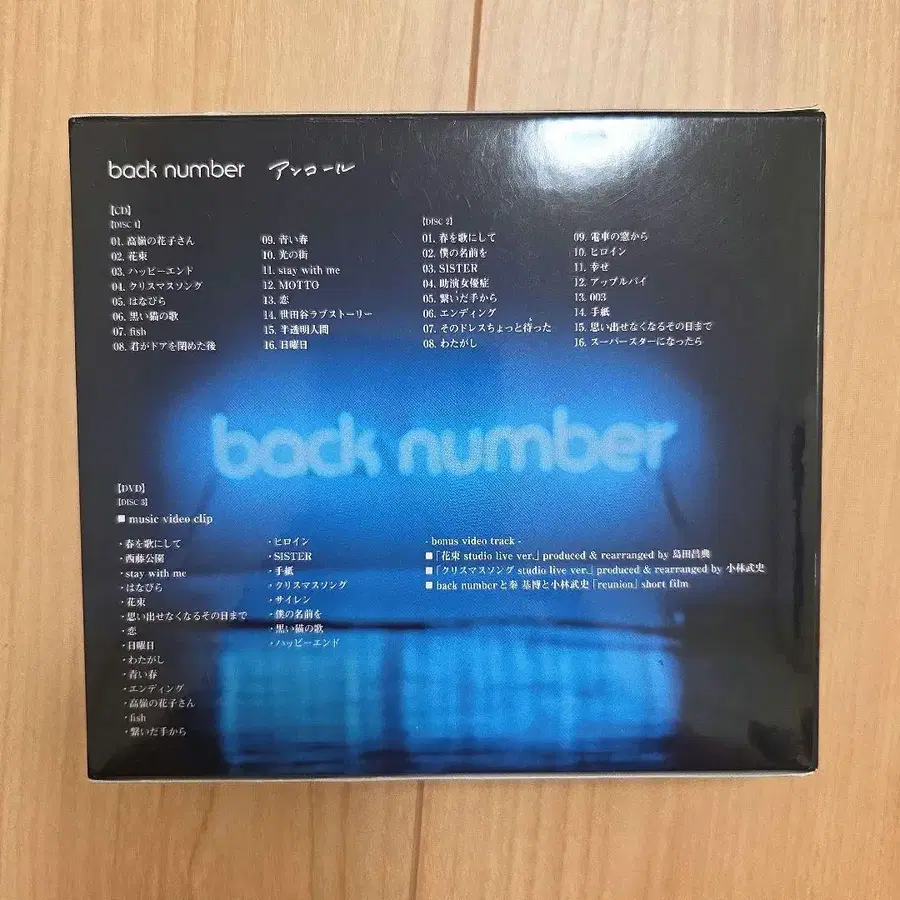 back number アンコール
【CD】
【DISC 1】
01. 高嶺の花子さん
02. 花束
03. ハッピーエンド
04. クリスマスソング
05. はなびら
06. 黒い猫の歌
07. fish
08. 君がドアを閉めた後
09. 青い春
10. 光の街
11. stay with me
12. MOTTO
13. 恋
14. 世田谷ラブストーリー
15. 半透明人間
16. 日曜日
【DISC 2】
01. 春を歌にして
02. 僕の名前を
03. SISTER
04. 助演女優症
05. 繋いだ手から
06. エンディング
07. そのドレスちょっと待った
08. わたがし
09. 電車の窓から
10. ヒロイン
11. 幸せ
12. アップルパイ
13. 003
14. 手紙
15. 思い出せなくなるその日まで
16. スーパースターになったら
back number
【DVD】
【DISC 3】
■ music video clip
・春を歌にして
・西藤公園
・stay with me
・はなびら
・花束
・思い出せなくなるその日まで
・恋
・日曜日
・わたがし
・青い春
・エンディング
・高嶺の花子さん
・fish
・繋いだ手から
・ヒロイン
・SISTER
・手紙
・クリスマスソング
・サイレン
・僕の名前を
・黒い猫の歌
・ハッピーエンド
- bonus video track -
■「花束 studio live ver.」produced & rearranged by 島田昌典
■「クリスマスソング studio live ver.」produced & rearranged by 小林武史
■ back numberと秦 基博と小林武史「reunion」short film